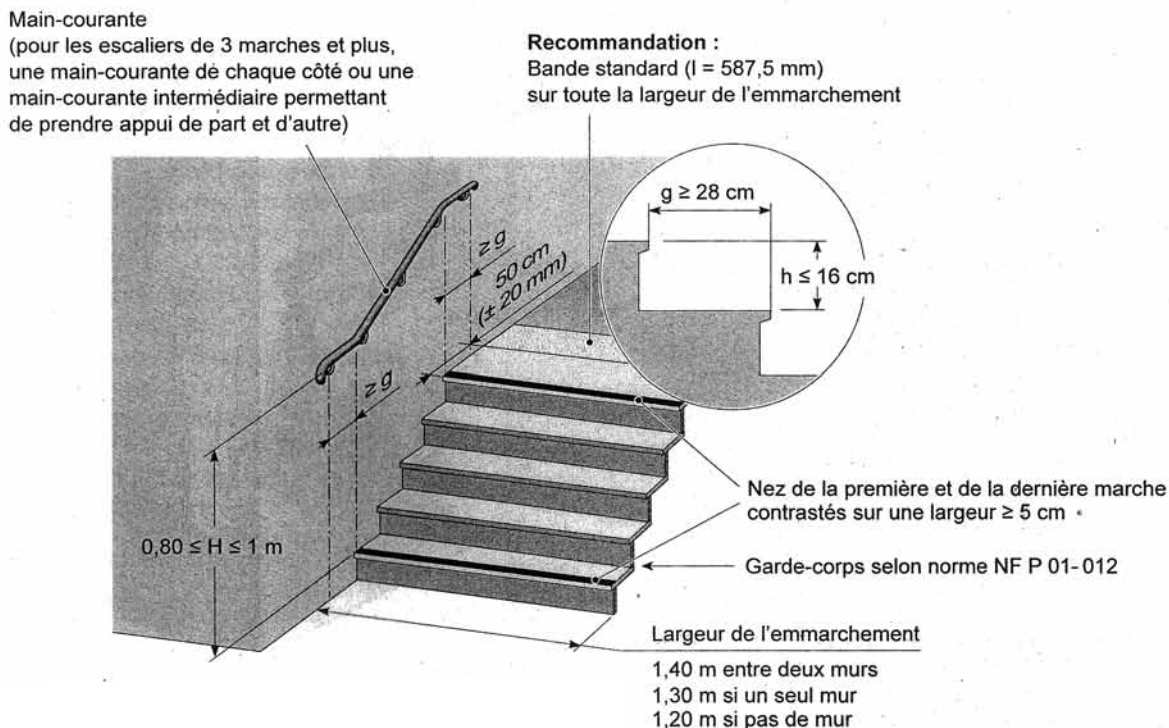 Main-courante
(pour les escaliers de 3 marches et plus,
une main-courante de chaque côté ou une
main-courante intermédiaire permettant
de prendre appui de part et d'autre)
Recommandation :
Bande standard (l = 587,5 mm)
sur toute la largeur de l'emmarchement
g ≥ 28 cm
h ≤ 16 cm
≥ g
50 cm
(± 20 mm)
≥ g
0,80 ≤ H ≤ 1 m
Nez de la première et de la dernière marche
contrastés sur une largeur ≥ 5 cm
Garde-corps selon norme NF P 01-012
Largeur de l'emmarchement
1,40 m entre deux murs
1,30 m si un seul mur
1,20 m si pas de mur